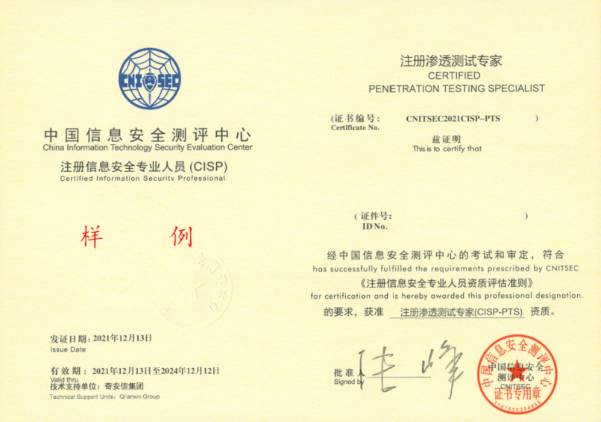 CNITSEC
中国信息安全测评中心
China Information Technology Security Evaluation Center
注册信息安全专业人员(CISP)
Certified Information Security Professional
样 例
发证日期:2021年12月13日
Issue Date
有效期:2021年12月13日至2024年12月12日
Valid thru
技术支持单位:奇安信集团
Technical Support Units: Qi'anxin Group
注册渗透测试专家
CERTIFIED
PENETRATION TESTING SPECIALIST
(证书编号: CNITSEC2021CISP-PTS )
Certificate No.
兹证明
This is to certify that
(证件号: )
ID No.
经中国信息安全测评中心的考试和审定,符合
has successfully fulfilled the requirements prescribed by CNITSEC
《注册信息安全专业人员资质评估准则》
for certification and is hereby awarded this professional designation.
的要求,获准 注册渗透测试专家(CISP-PTS) 资质。
批准
Signed by
中国信息安全
测评中心
CNITSEC
中国信息安全测评中心
证书专用章